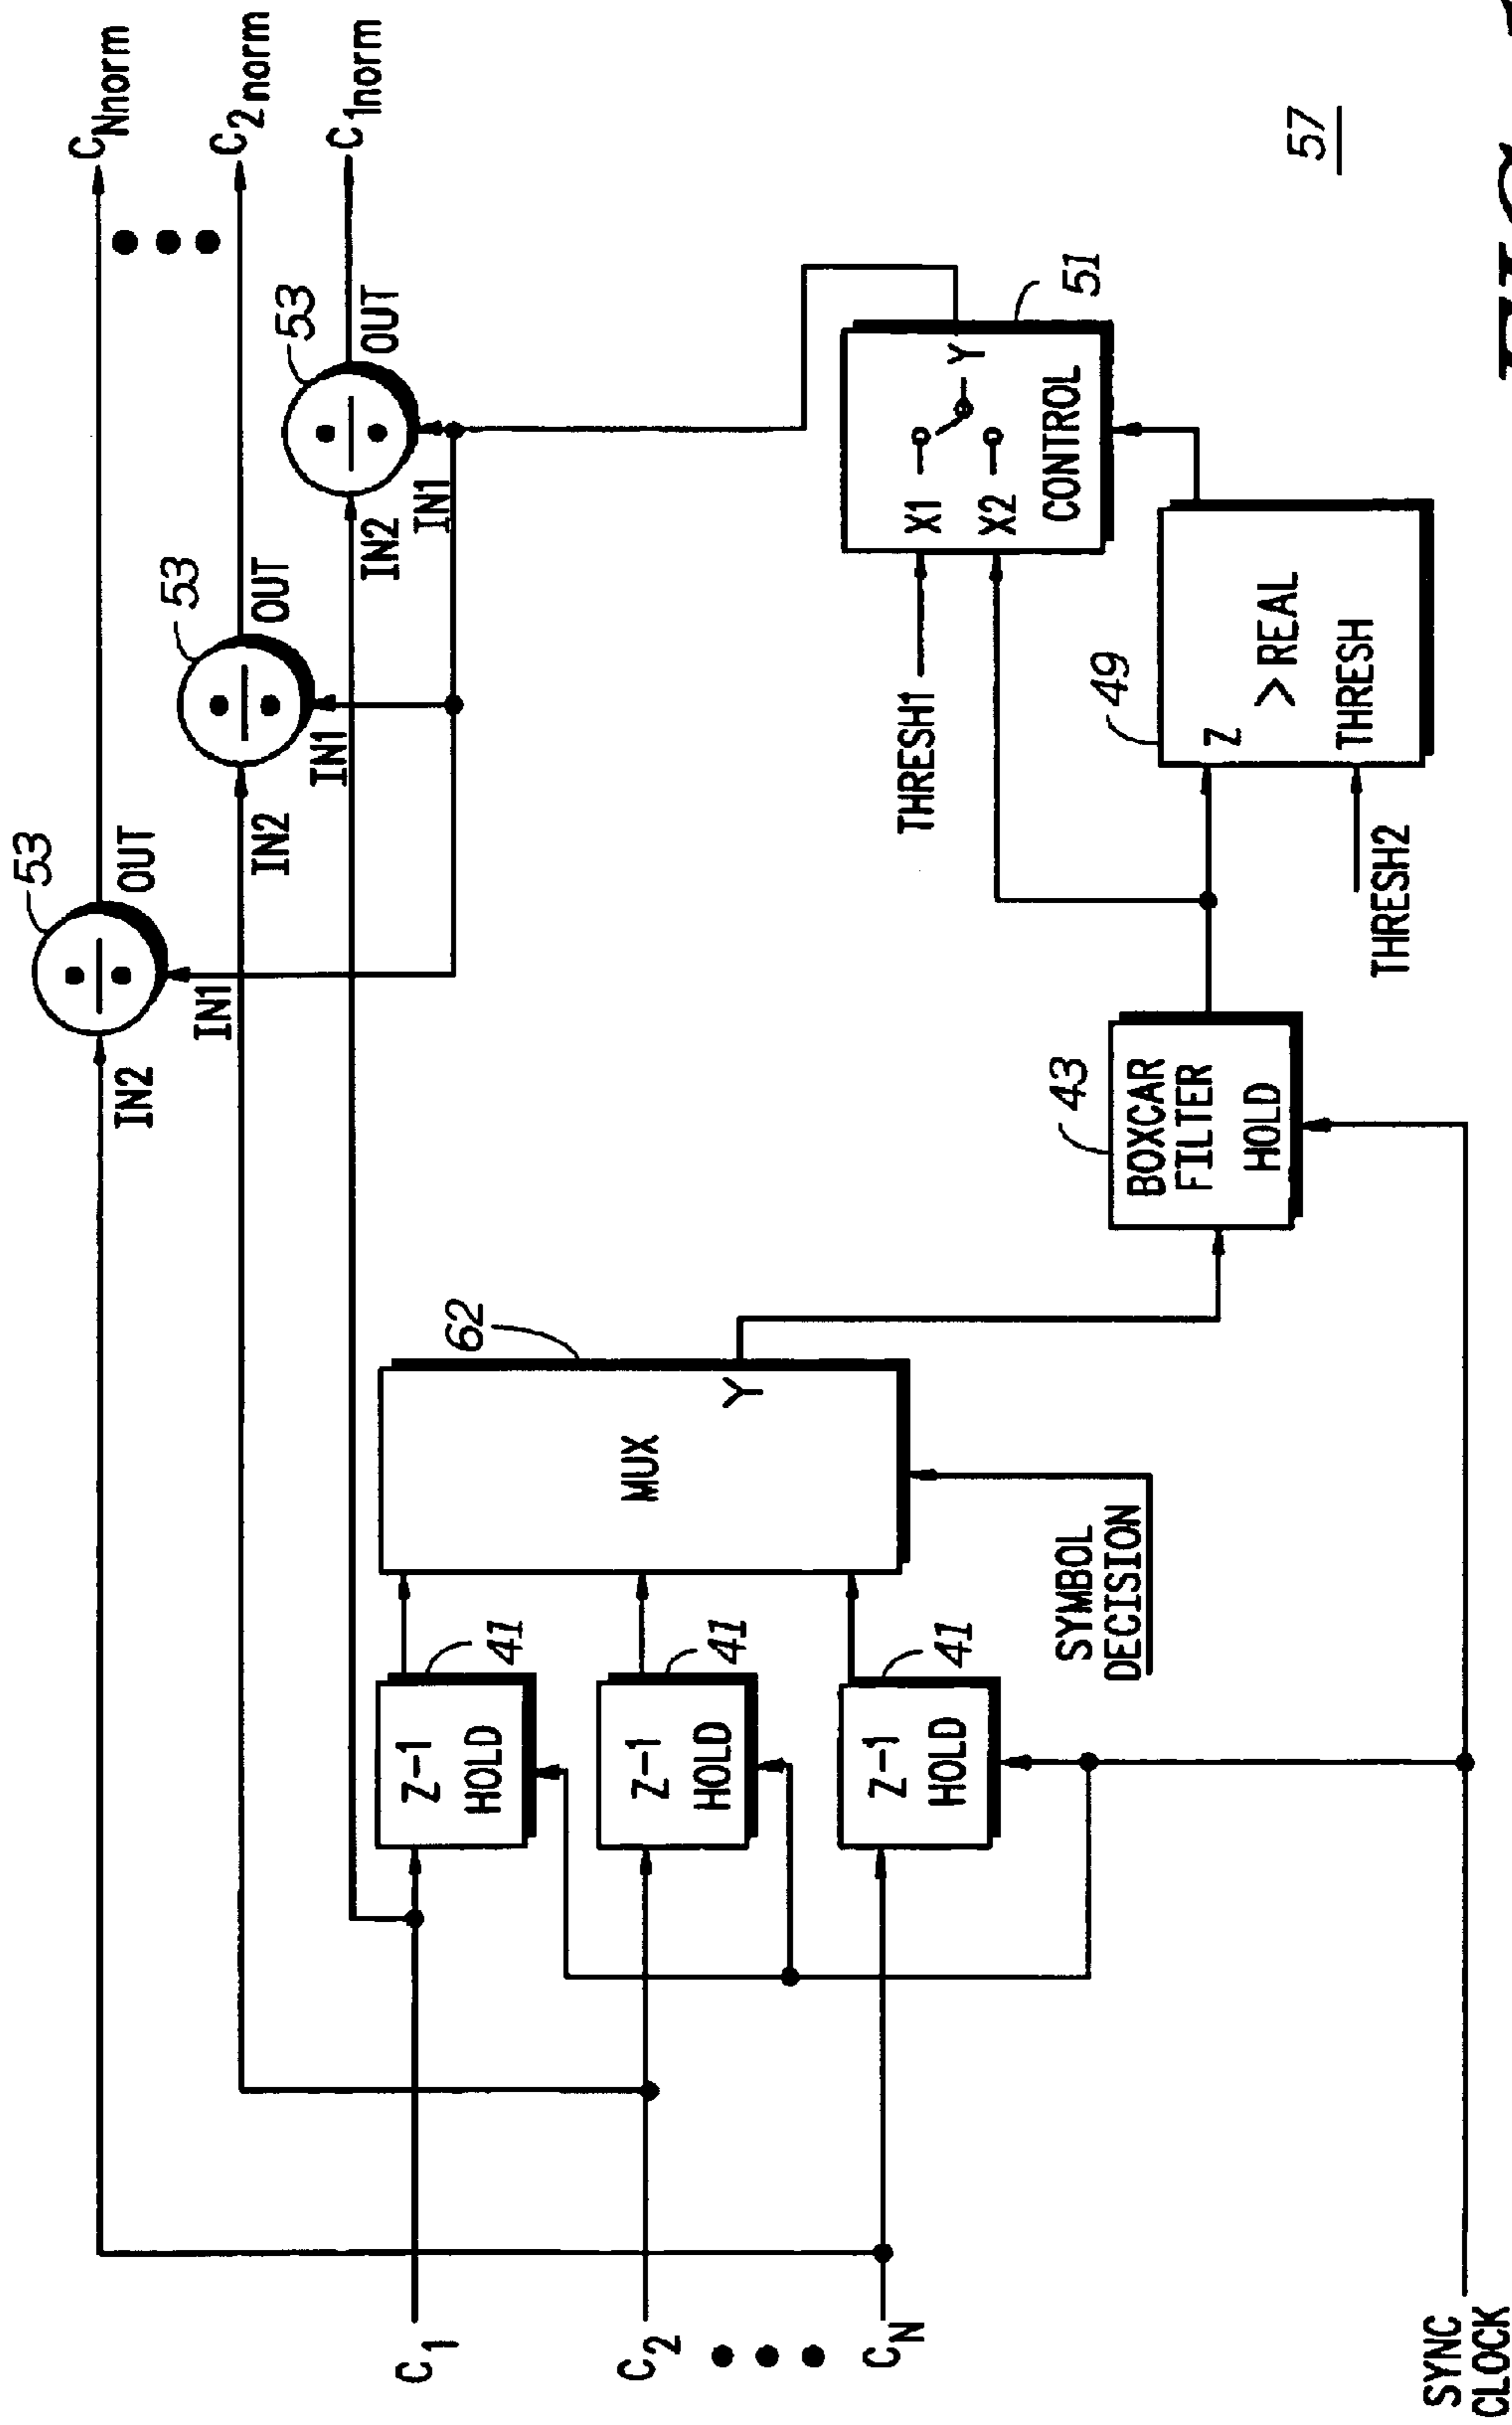 CNnorm
C2norm
C1norm
53
OUT
IN2
IN1
53
OUT
IN2
IN1
53
OUT
IN2
IN1
C1
Z-1
HOLD
41
C2
Z-1
HOLD
41
CN
Z-1
HOLD
41
MUX
Y
62
SYMBOL
DECISION
BOXCAR
FILTER
HOLD
43
THRESH1
X1
X2
Y
CONTROL
51
Z
>REAL
THRESH
49
THRESH2
57
SYNC
CLOCK